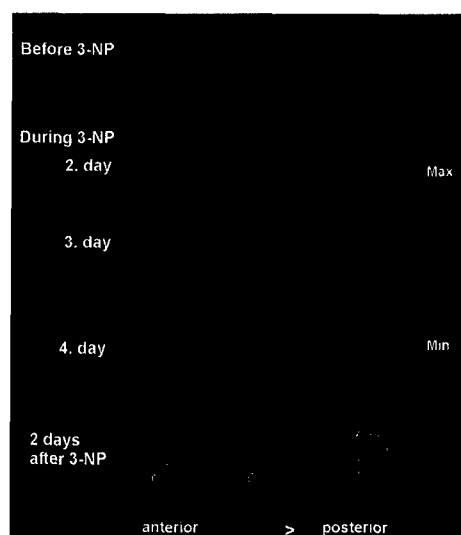 Before 3-NP
During 3-NP
2. day
Max
3. day
4. day
Min
2 days
after 3-NP
anterior > posterior